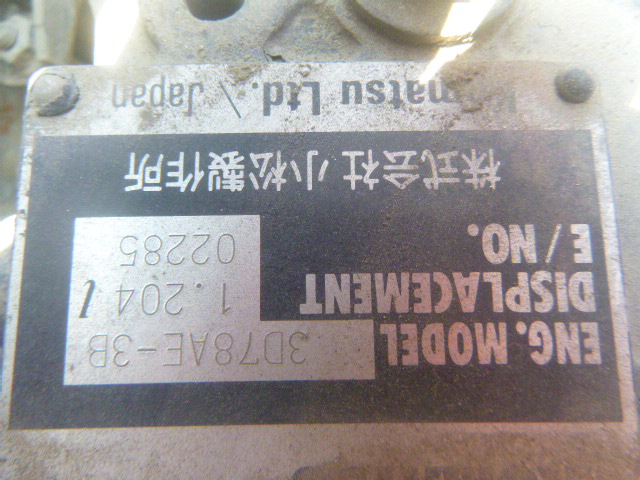 ENG. MODEL 3D78AE-3B
DISPLACEMENT 1.204 l
E/NO. 02285
株式会社 小松製作所
Komatsu Ltd. / Japan